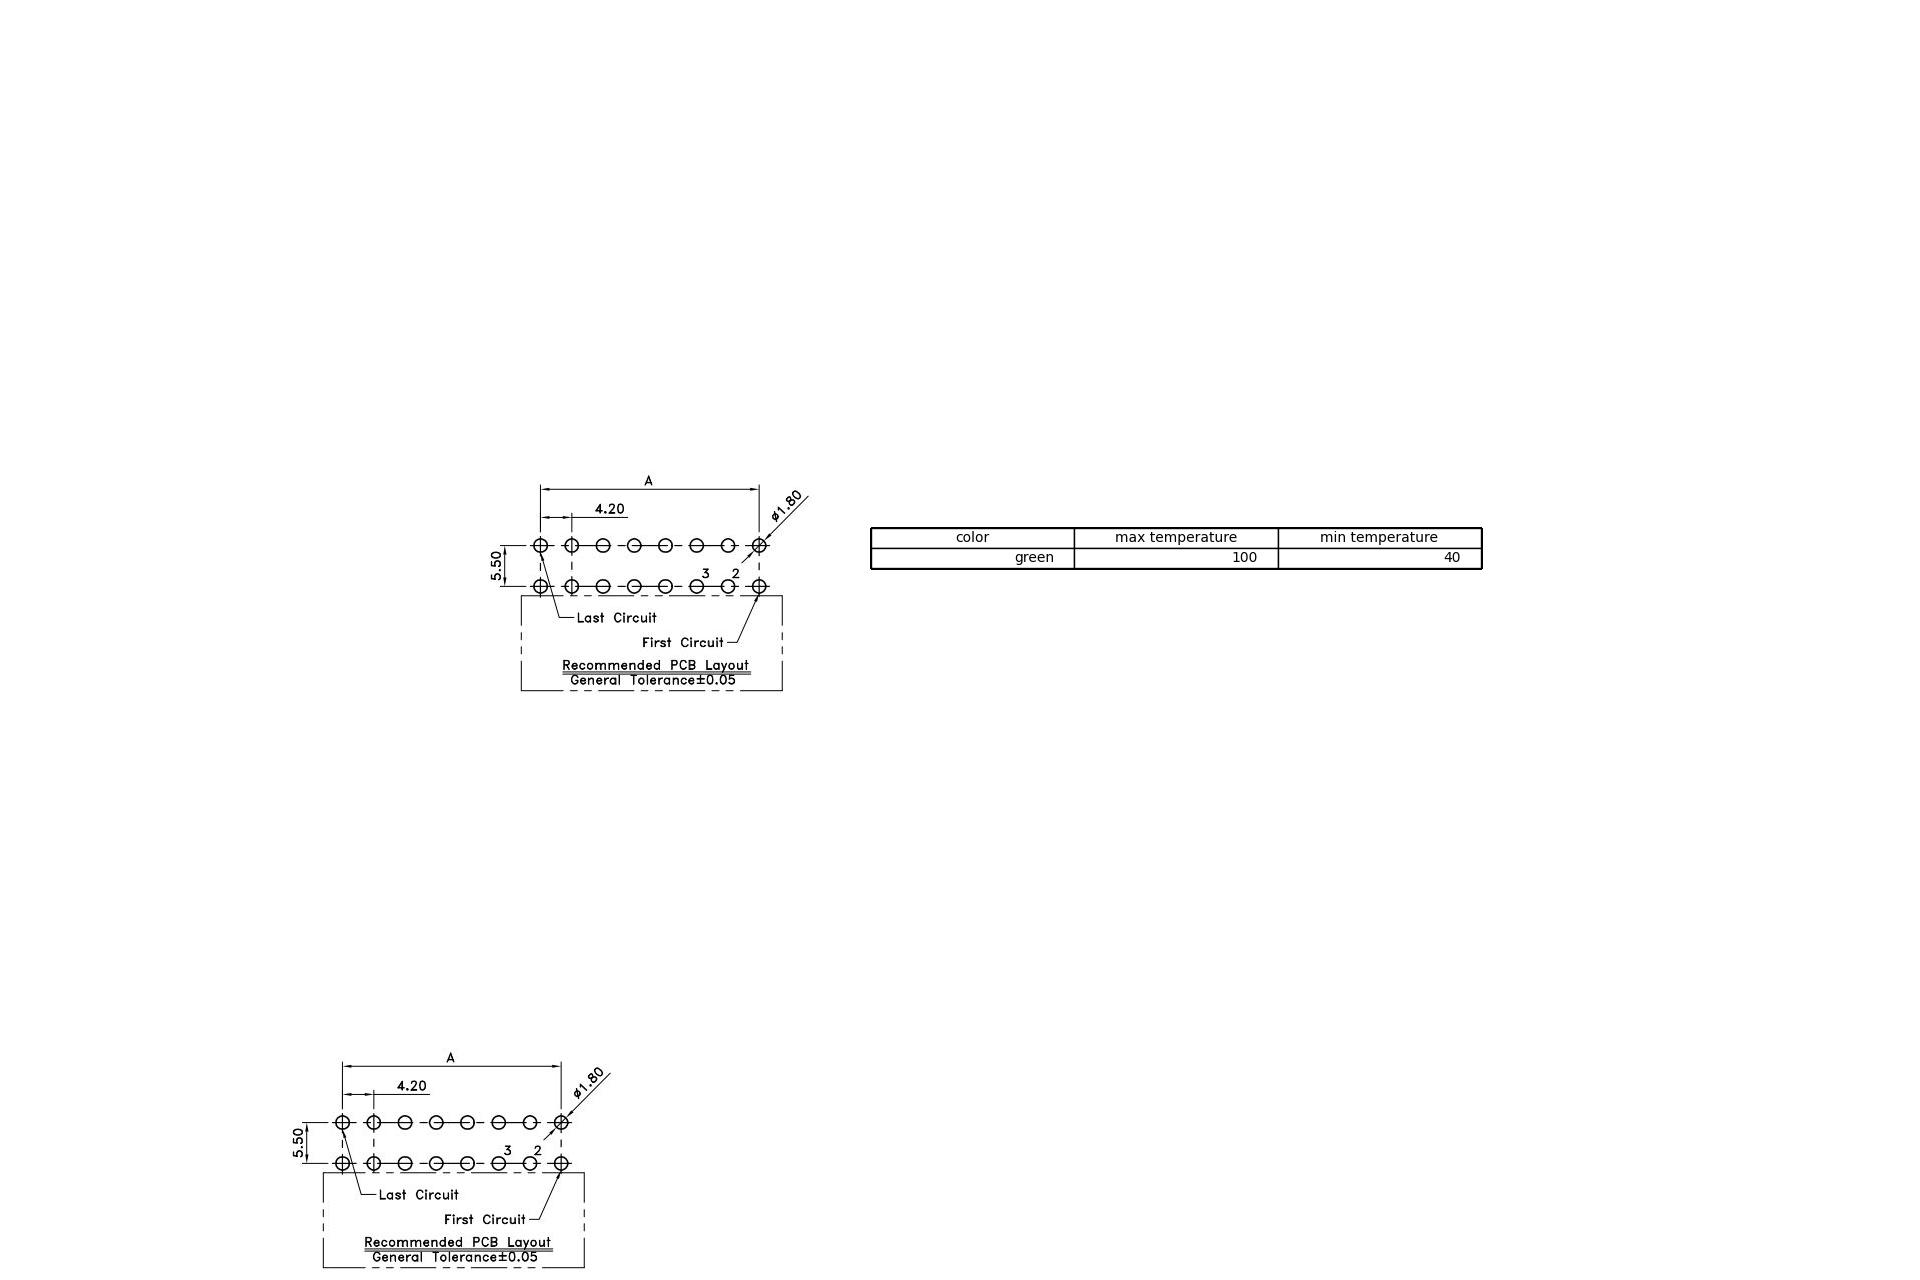 A
4.20
ø1.80
5.50
3 2
Last Circuit
First Circuit
Recommended PCB Layout
General Tolerance±0.05
color max temperature min temperature
green 100 40
A
4.20
ø1.80
5.50
3 2
Last Circuit
First Circuit
Recommended PCB Layout
General Tolerance±0.05